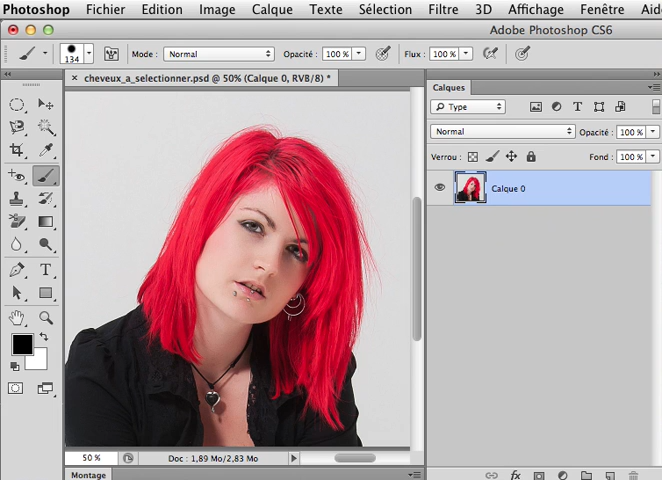 Photoshop Fichier Edition Image Calque Texte Sélection Filtre 3D Affichage Fenêtre Aid
Adobe Photoshop CS6
134 Mode : Normal Opacité : 100 % Flux : 100 %
× cheveux_a_selectionner.psd @ 50% (Calque 0, RVB/8) *
Calques
Type
Normal Opacité : 100 %
Verrou : Fond : 100 %
Calque 0
T
50 % Doc : 1,89 Mo/2,83 Mo
Montage
fx